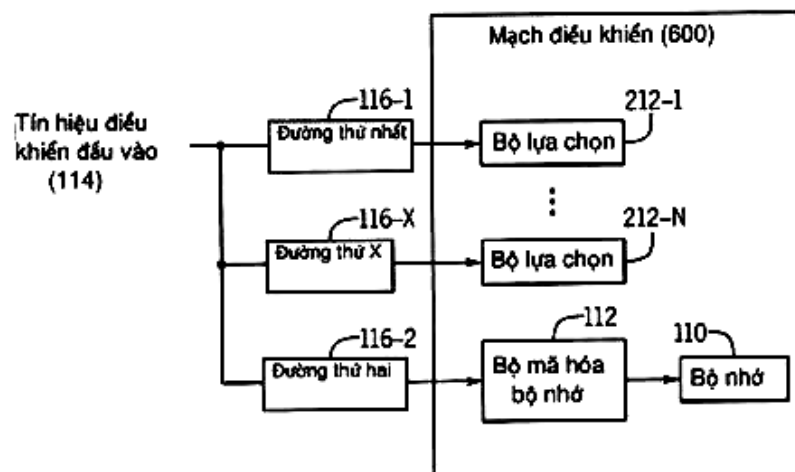 Mạch điều khiển (600)
116-1
212-1
Tín hiệu điều
khiển đầu vào
(114)
Đường thứ nhất
Bộ lựa chọn
116-X
212-N
Đường thứ X
Bộ lựa chọn
116-2
112
110
Đường thứ hai
Bộ mã hóa
bộ nhớ
Bộ nhớ